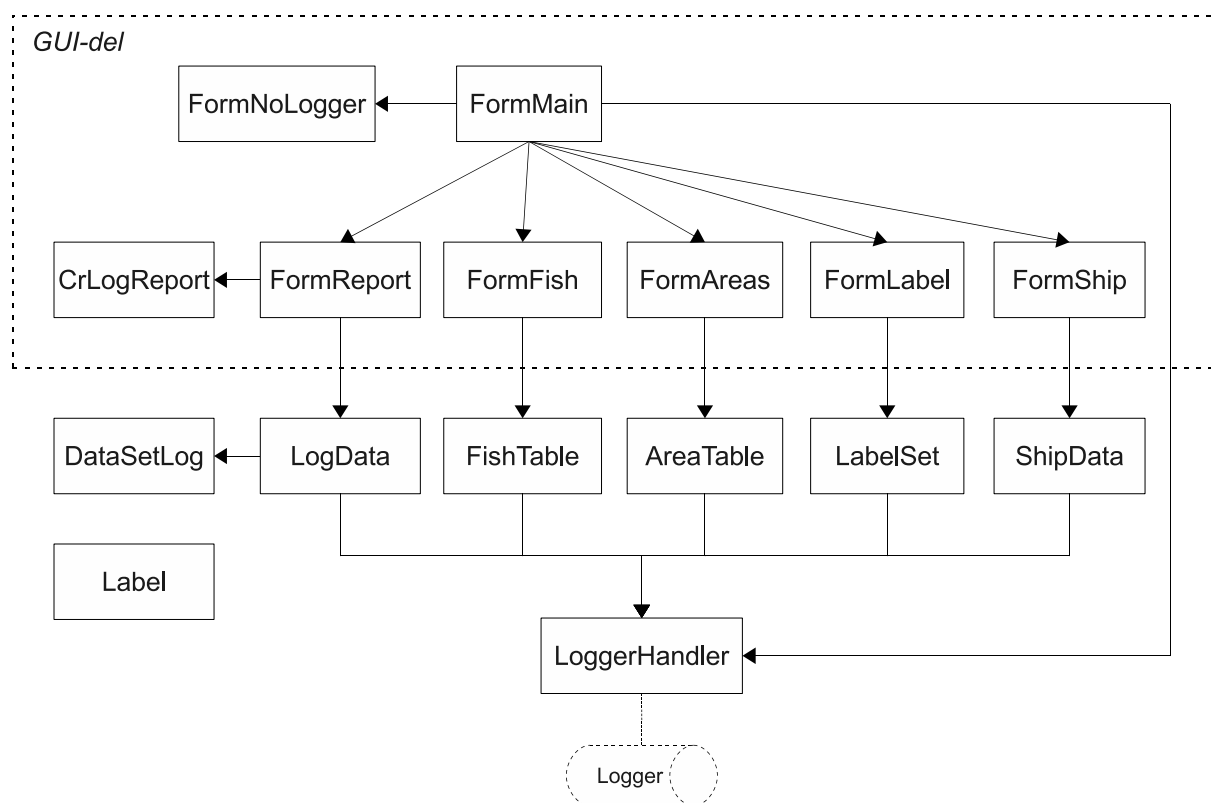 GUI-del
FormNoLogger
FormMain
CrLogReport
FormReport
FormFish
FormAreas
FormLabel
FormShip
DataSetLog
LogData
FishTable
AreaTable
LabelSet
ShipData
Label
LoggerHandler
Logger